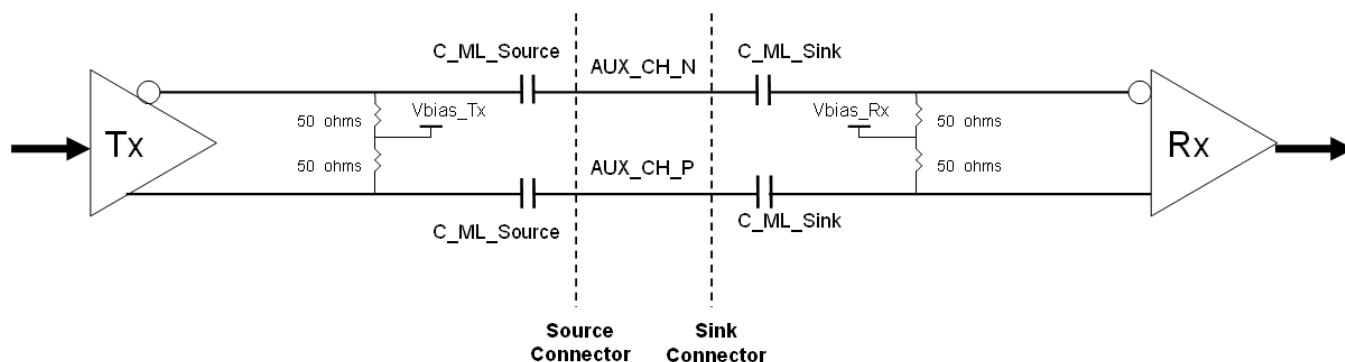 C_ML_Source
AUX_CH_N
C_ML_Sink
Tx
50 ohms
Vbias_Tx
Vbias_Rx
50 ohms
Rx
50 ohms
50 ohms
AUX_CH_P
C_ML_Source
C_ML_Sink
Source
Connector
Sink
Connector